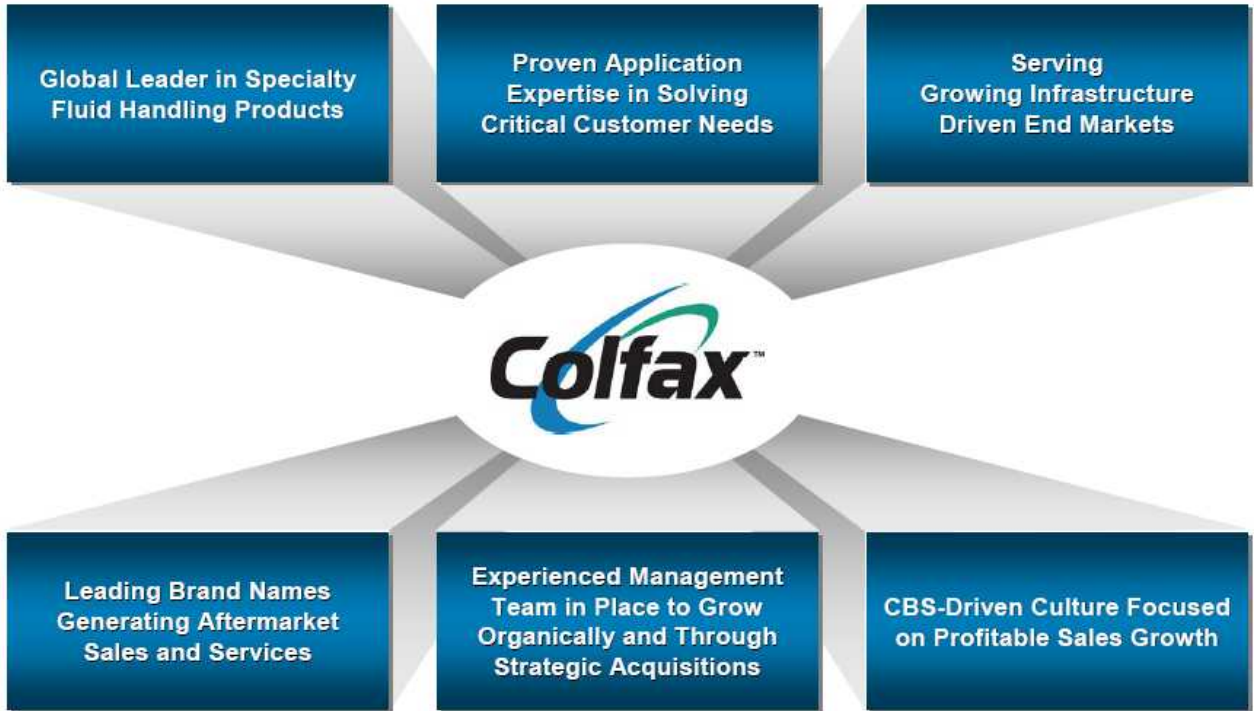 Global Leader in Specialty
Fluid Handling Products
Proven Application
Expertise in Solving
Critical Customer Needs
Serving
Growing Infrastructure
Driven End Markets
Colfax™
Leading Brand Names
Generating Aftermarket
Sales and Services
Experienced Management
Team in Place to Grow
Organically and Through
Strategic Acquisitions
CBS-Driven Culture Focused
on Profitable Sales Growth